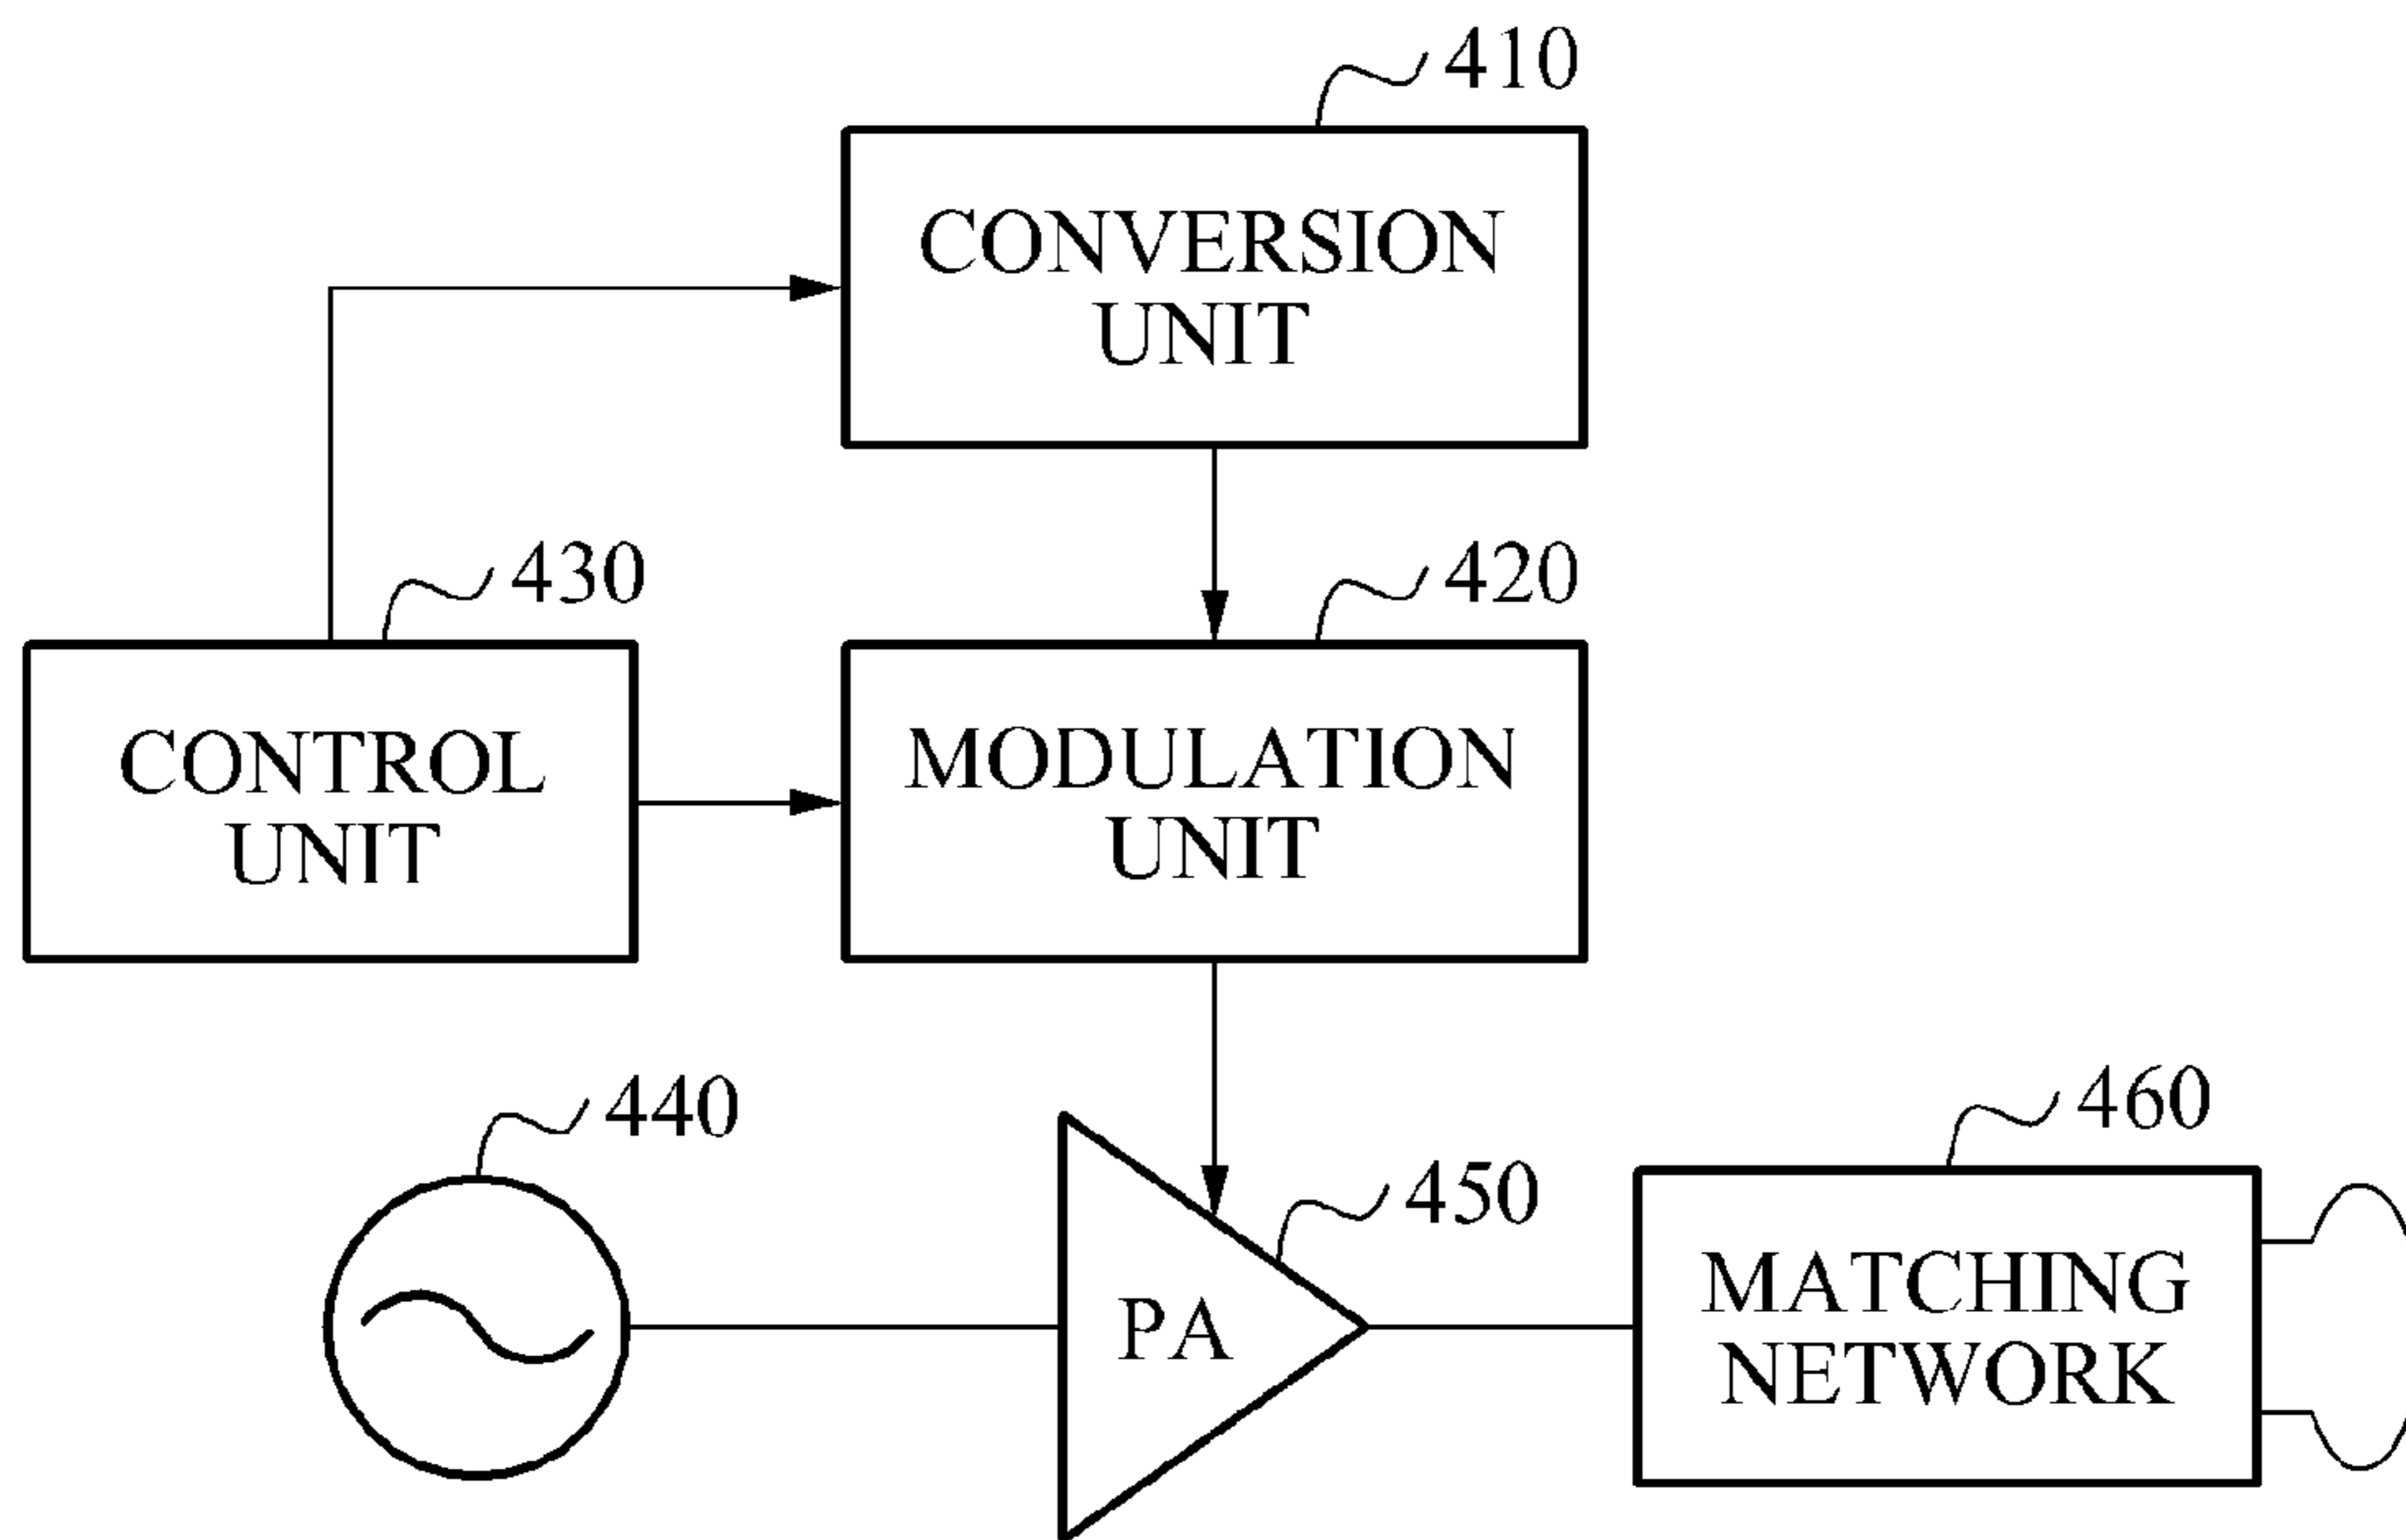 410
CONVERSION
UNIT
430
420
CONTROL
UNIT
MODULATION
UNIT
440
460
450
PA
MATCHING
NETWORK